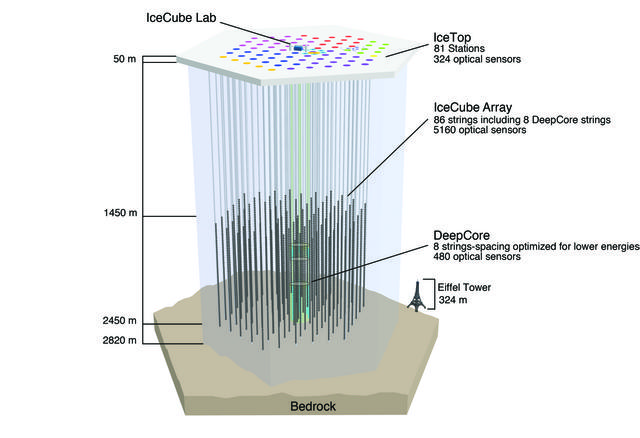 IceCube Lab
IceTop
81 Stations
324 optical sensors
50 m
IceCube Array
86 strings including 8 DeepCore strings
5160 optical sensors
1450 m
DeepCore
8 strings-spacing optimized for lower energies
480 optical sensors
Eiffel Tower
324 m
2450 m
2820 m
Bedrock